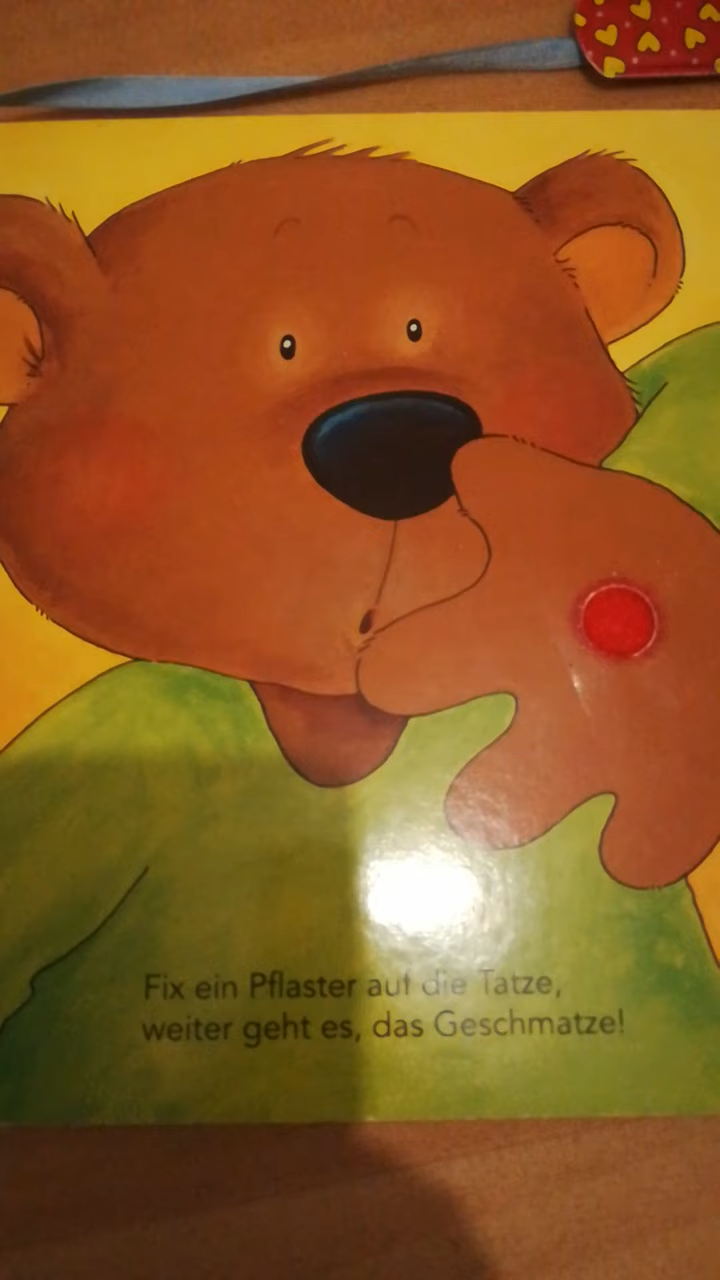 Fix ein Pflaster auf die Tatze,
weiter geht es, das Geschmatze!